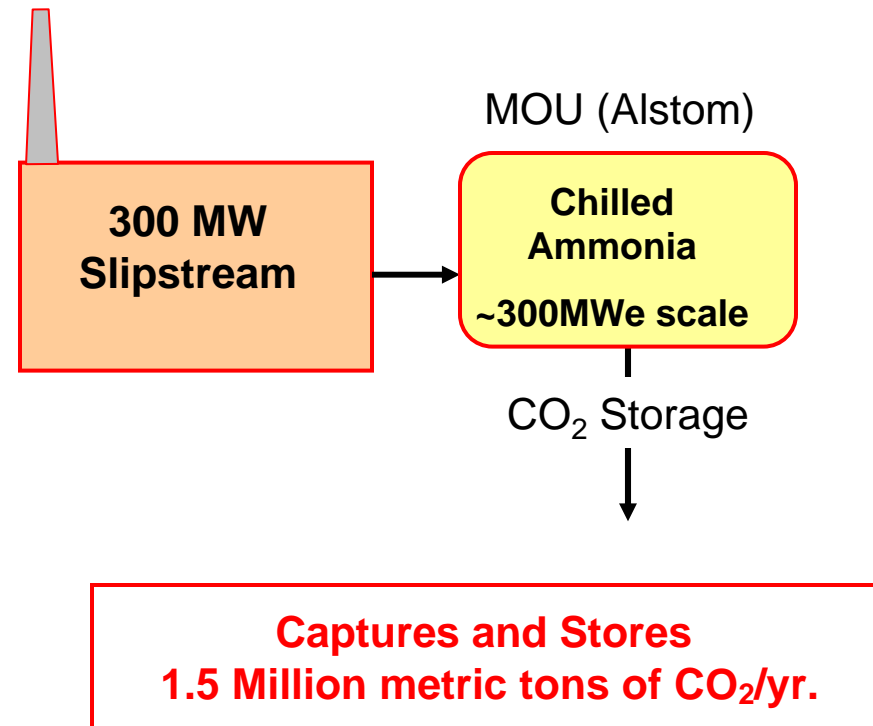 MOU (Alstom)
300 MW
Slipstream
Chilled
Ammonia
~300MWe scale
CO₂ Storage
Captures and Stores
1.5 Million metric tons of CO₂/yr.